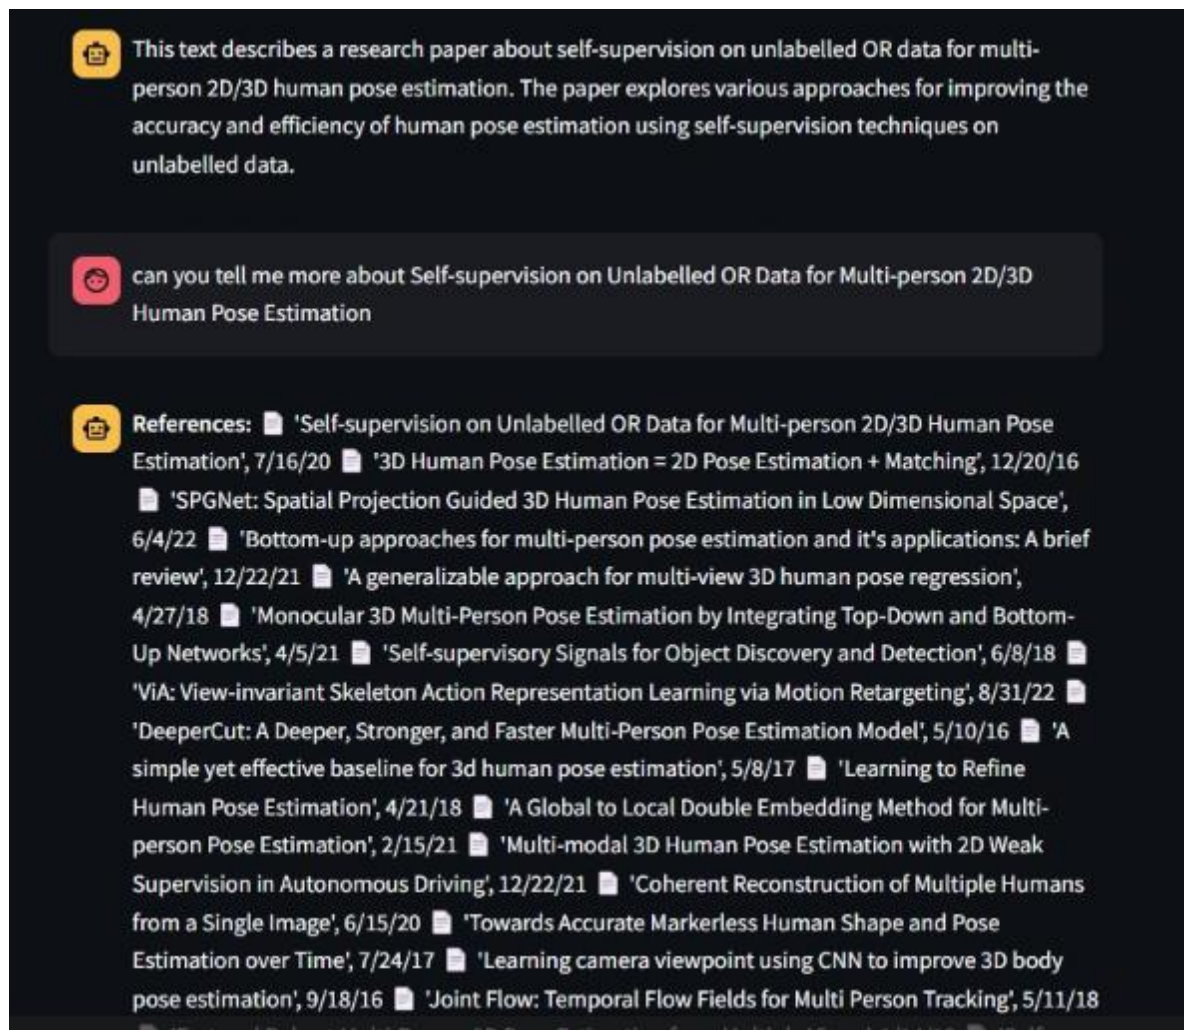 This text describes a research paper about self-supervision on unlabelled OR data for multi-
person 2D/3D human pose estimation. The paper explores various approaches for improving the
accuracy and efficiency of human pose estimation using self-supervision techniques on
unlabelled data.
can you tell me more about Self-supervision on Unlabelled OR Data for Multi-person 2D/3D
Human Pose Estimation
References: 'Self-supervision on Unlabelled OR Data for Multi-person 2D/3D Human Pose
Estimation', 7/16/20 '3D Human Pose Estimation = 2D Pose Estimation + Matching', 12/20/16
'SPGNet: Spatial Projection Guided 3D Human Pose Estimation in Low Dimensional Space',
6/4/22 'Bottom-up approaches for multi-person pose estimation and it's applications: A brief
review', 12/22/21 'A generalizable approach for multi-view 3D human pose regression',
4/27/18 'Monocular 3D Multi-Person Pose Estimation by Integrating Top-Down and Bottom-
Up Networks', 4/5/21 'Self-supervisory Signals for Object Discovery and Detection', 6/8/18
'ViA: View-invariant Skeleton Action Representation Learning via Motion Retargeting', 8/31/22
'DeeperCut: A Deeper, Stronger, and Faster Multi-Person Pose Estimation Model', 5/10/16 'A
simple yet effective baseline for 3d human pose estimation', 5/8/17 'Learning to Refine
Human Pose Estimation', 4/21/18 'A Global to Local Double Embedding Method for Multi-
person Pose Estimation', 2/15/21 'Multi-modal 3D Human Pose Estimation with 2D Weak
Supervision in Autonomous Driving', 12/22/21 'Coherent Reconstruction of Multiple Humans
from a Single Image', 6/15/20 'Towards Accurate Markerless Human Shape and Pose
Estimation over Time', 7/24/17 'Learning camera viewpoint using CNN to improve 3D body
pose estimation', 9/18/16 'Joint Flow: Temporal Flow Fields for Multi Person Tracking', 5/11/18